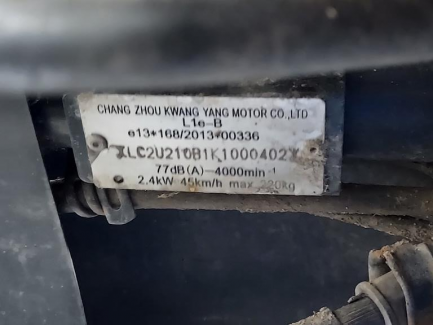 CHANG ZHOU KWANG YANG MOTOR CO.,LTD
L1e-B
e13*168/2013*00336
77dB(A)-4000min⁻¹
2.4kW 45km/h max 220kg